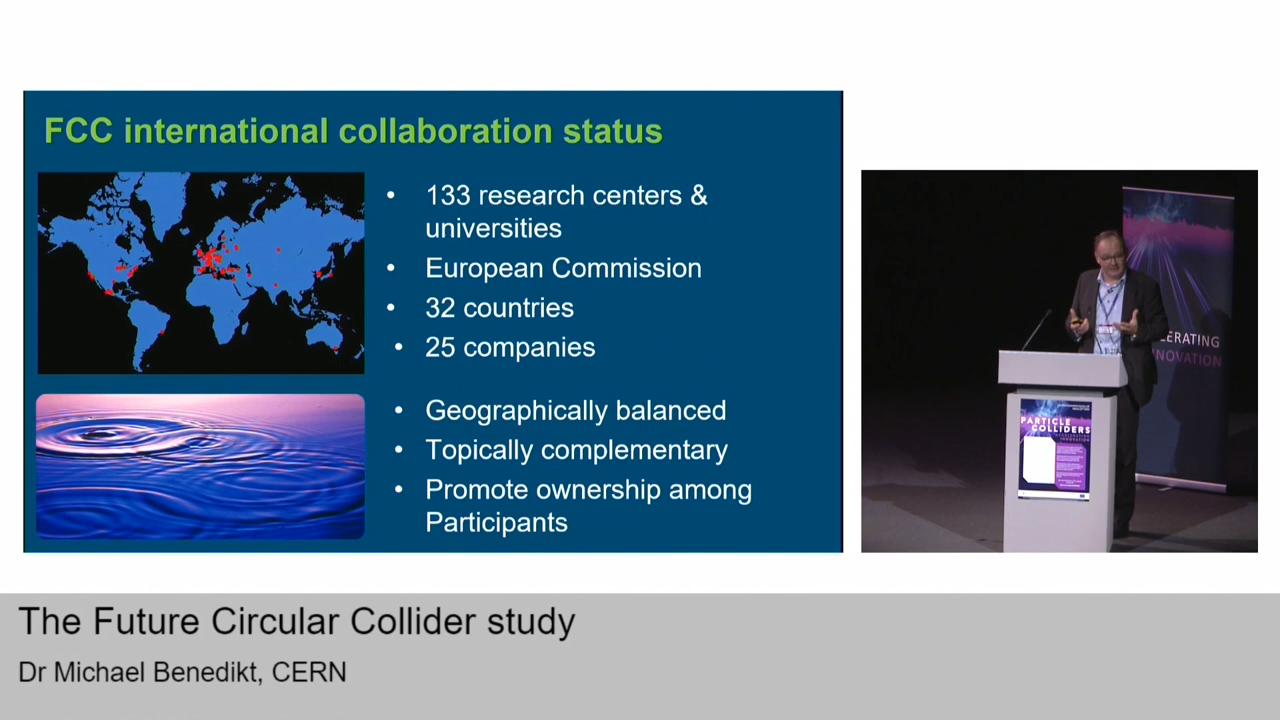 FCC international collaboration status
• 133 research centers &
universities
• European Commission
• 32 countries
• 25 companies
• Geographically balanced
• Topically complementary
• Promote ownership among
Participants
ERATING
NNOVATION
PARTICLE
COLLIDERS
The Future Circular Collider study
Dr Michael Benedikt, CERN